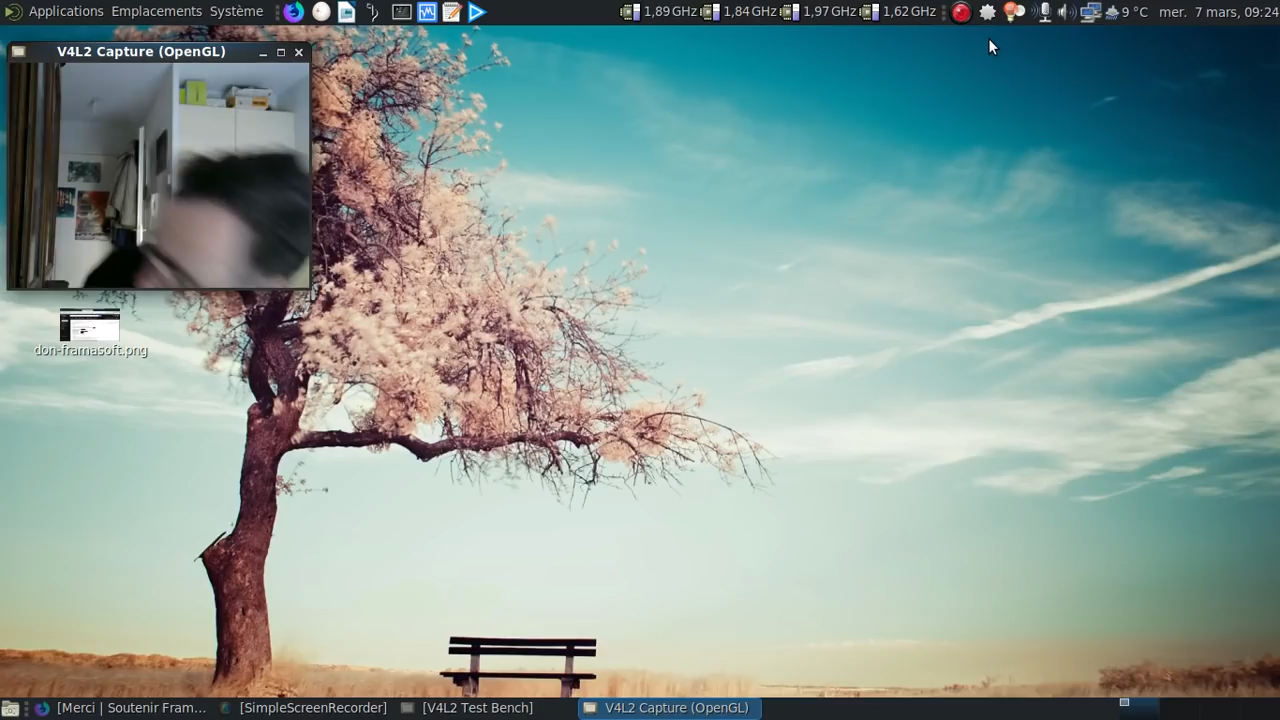 Applications Emplacements Système 1,89 GHz 1,84 GHz 1,97 GHz 1,62 GHz 9 °C mer. 7 mars, 09:24
V4L2 Capture (OpenGL)
don-framasoft.png
[Merci | Soutenir Fram... [SimpleScreenRecorder] [V4L2 Test Bench] V4L2 Capture (OpenGL)